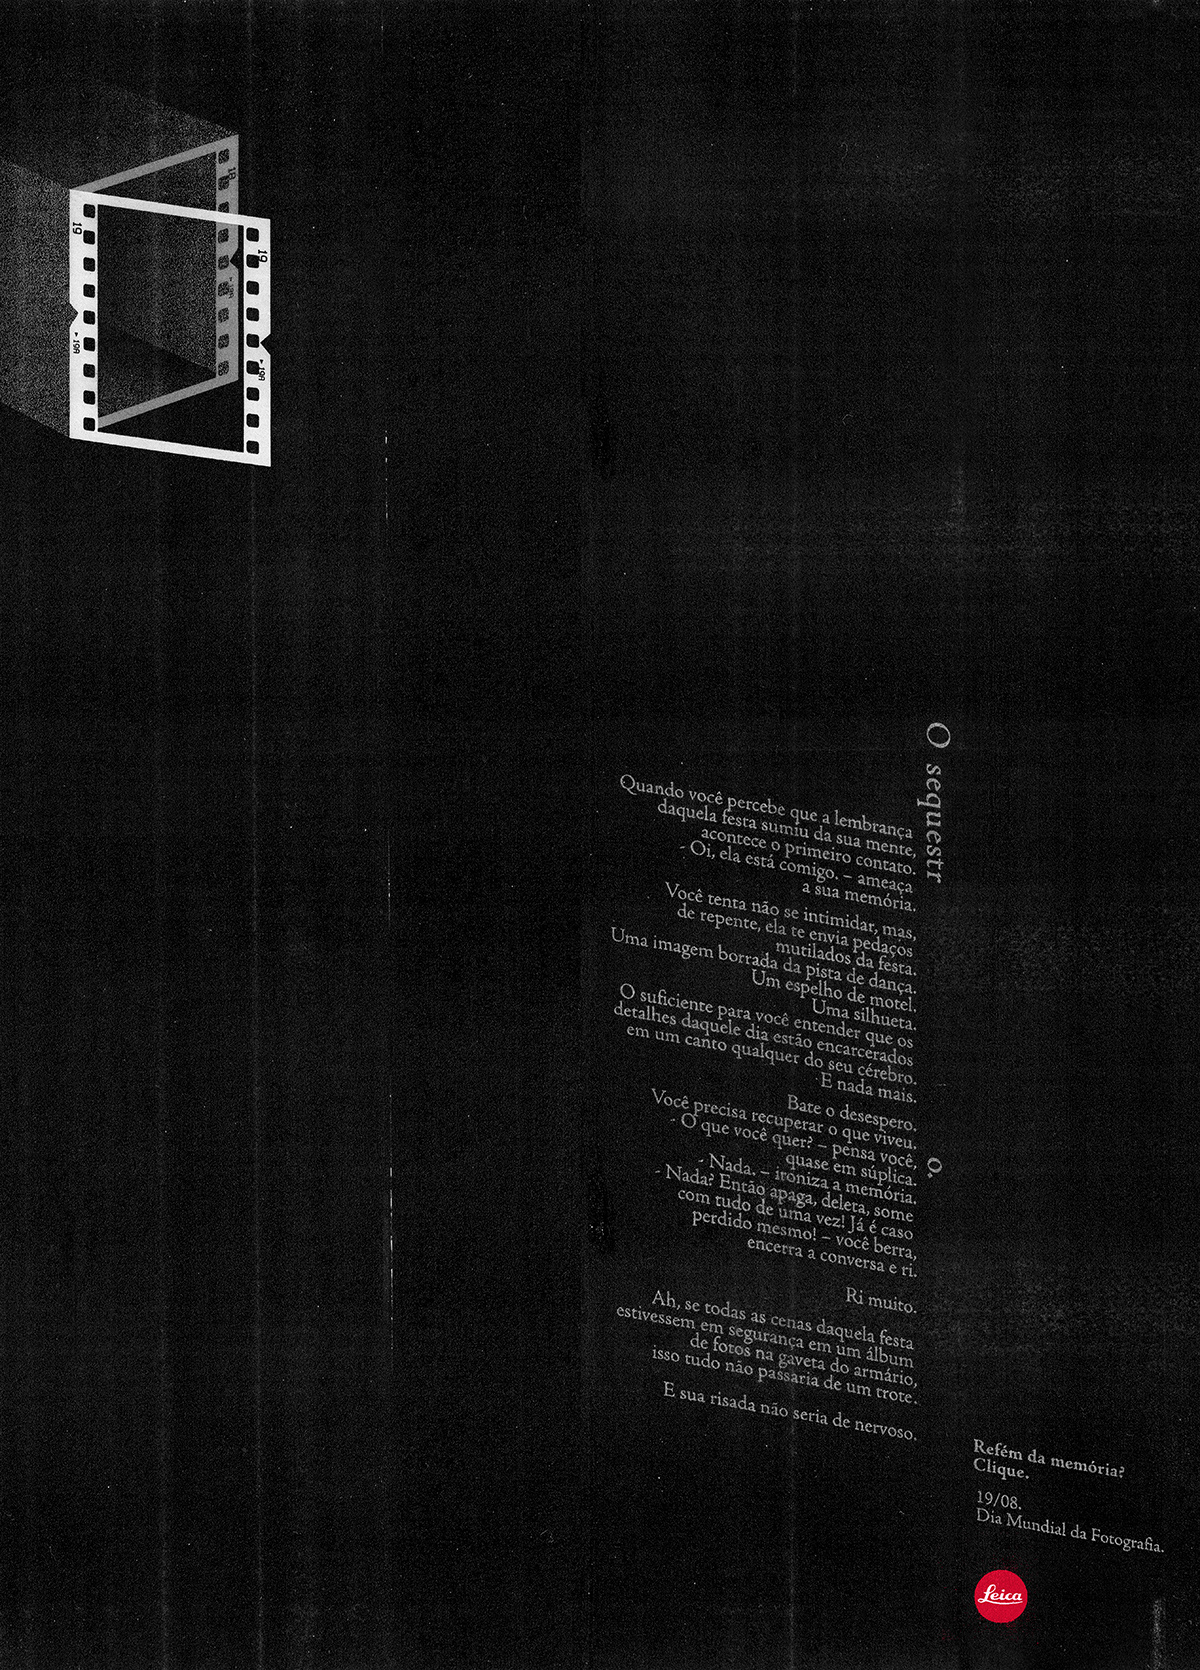 19
19
19
▸ 19A
▸ 19A
▸ 19A
O sequestr
o.
Quando você percebe que a lembrança
daquela festa sumiu da sua mente,
acontece o primeiro contato.
- Oi, ela está comigo. – ameaça
a sua memória.
Você tenta não se intimidar, mas,
de repente, ela te envia pedaços
mutilados da festa.
Uma imagem borrada da pista de dança.
Um espelho de motel.
Uma silhueta.
O suficiente para você entender que os
detalhes daquele dia estão encarcerados
em um canto qualquer do seu cérebro.
E nada mais.
Bate o desespero.
Você precisa recuperar o que viveu.
- O que você quer? – pensa você,
quase em súplica.
- Nada. – ironiza a memória.
- Nada? Então apaga, deleta, some
com tudo de uma vez! Já é caso
perdido mesmo! – você berra,
encerra a conversa e ri.
Ri muito.
Ah, se todas as cenas daquela festa
estivessem em segurança em um álbum
de fotos na gaveta do armário,
isso tudo não passaria de um trote.
E sua risada não seria de nervoso.
Refém da memória?
Clique.
19/08.
Dia Mundial da Fotografia.
Leica